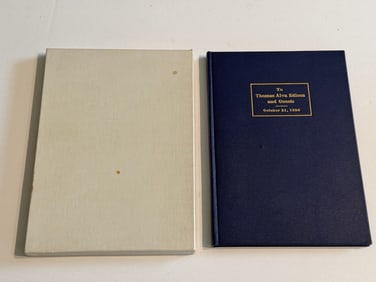 To
Thomas Alva Edison
and Guests
October 21, 1929